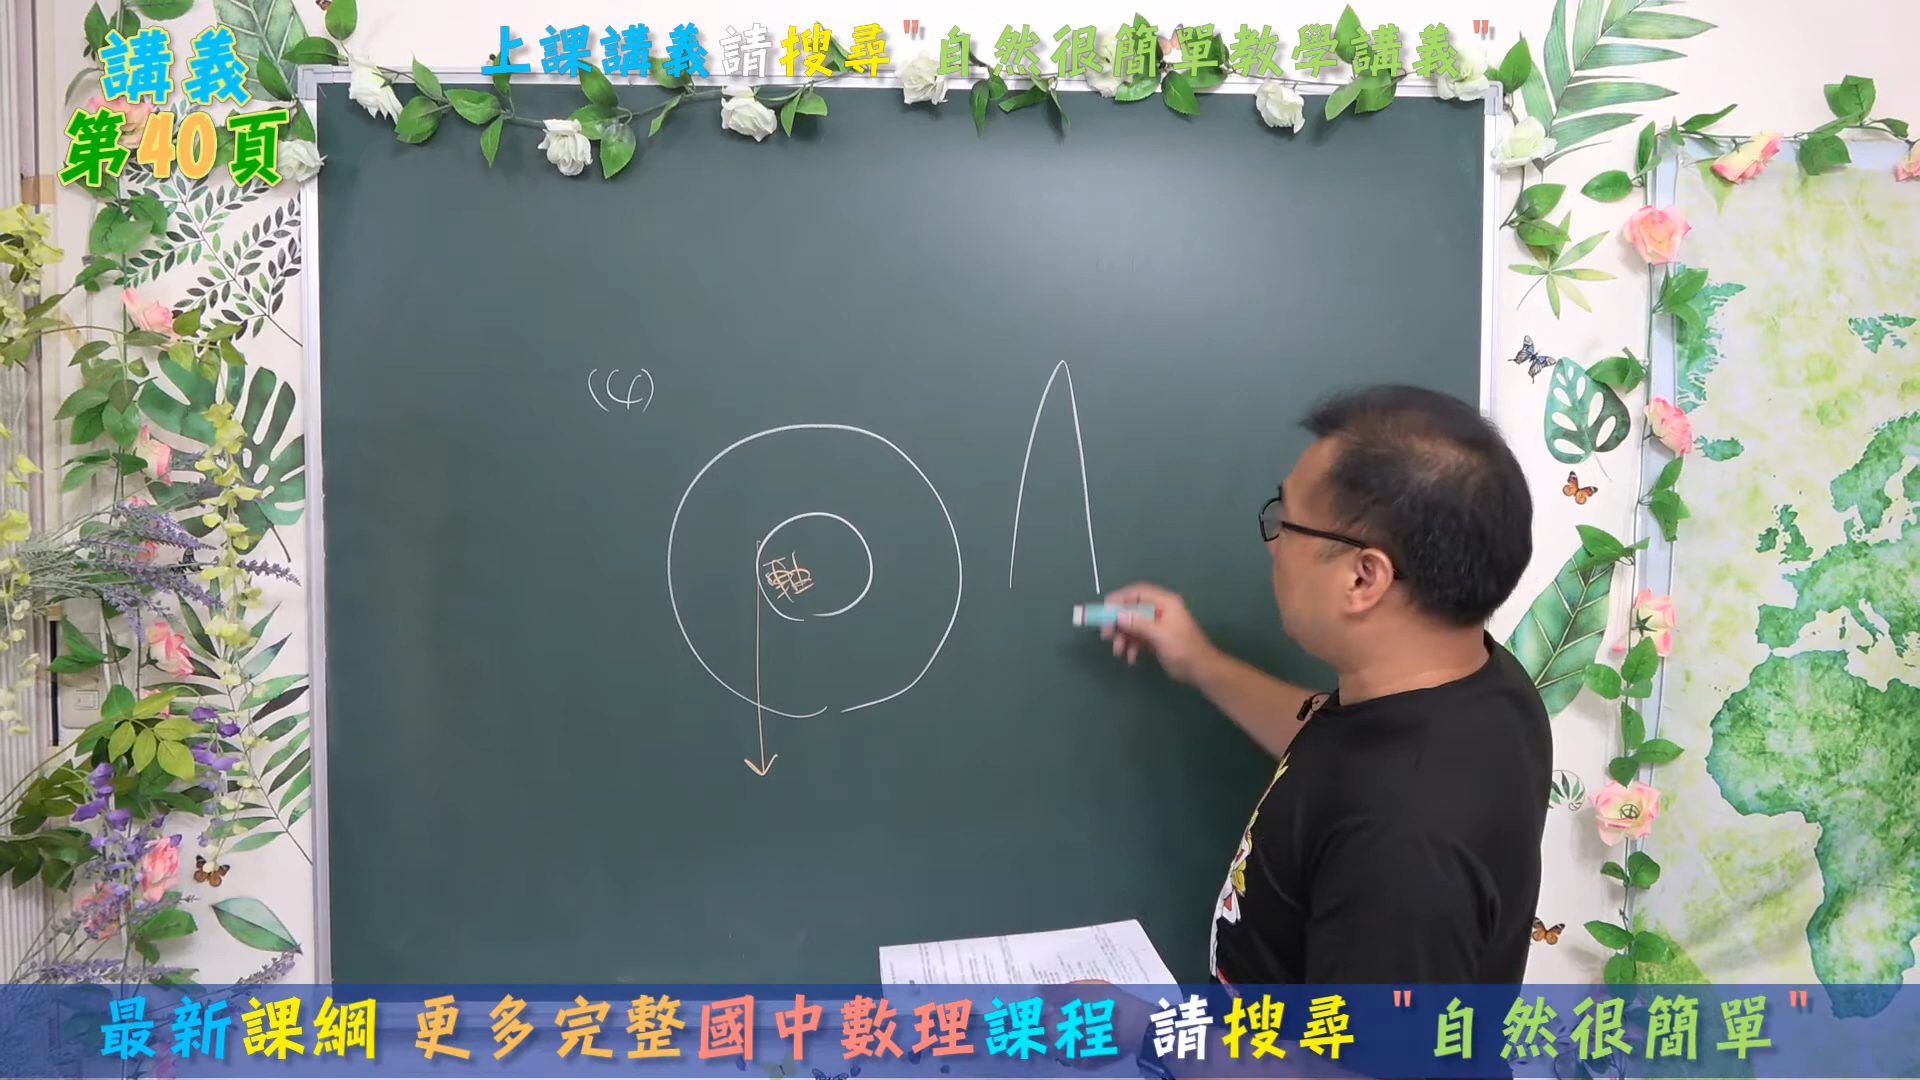 上課講義請搜尋"自然很簡單教學講義"
講義
第40頁
(4)
軸
最新課綱 更多完整國中數理課程 請搜尋 "自然很簡單"